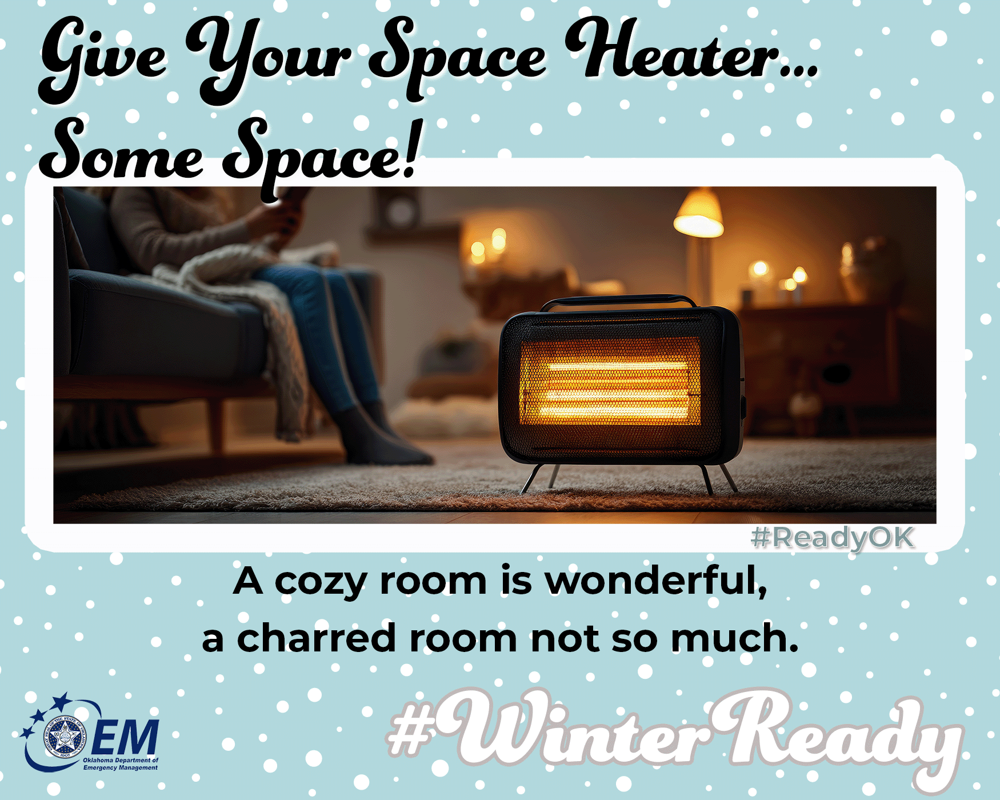 Give Your Space Heater...
Some Space!
#ReadyOK
A cozy room is wonderful,
a charred room not so much.
GREAT SEAL OF THE STATE OF OKLAHOMA
1907
OEM
Oklahoma Department of
Emergency Management
#WinterReady